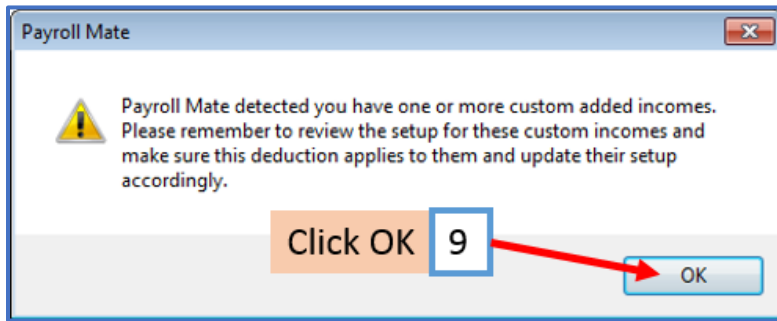 Payroll Mate
Payroll Mate detected you have one or more custom added incomes.
Please remember to review the setup for these custom incomes and
make sure this deduction applies to them and update their setup
accordingly.
Click OK 9
OK